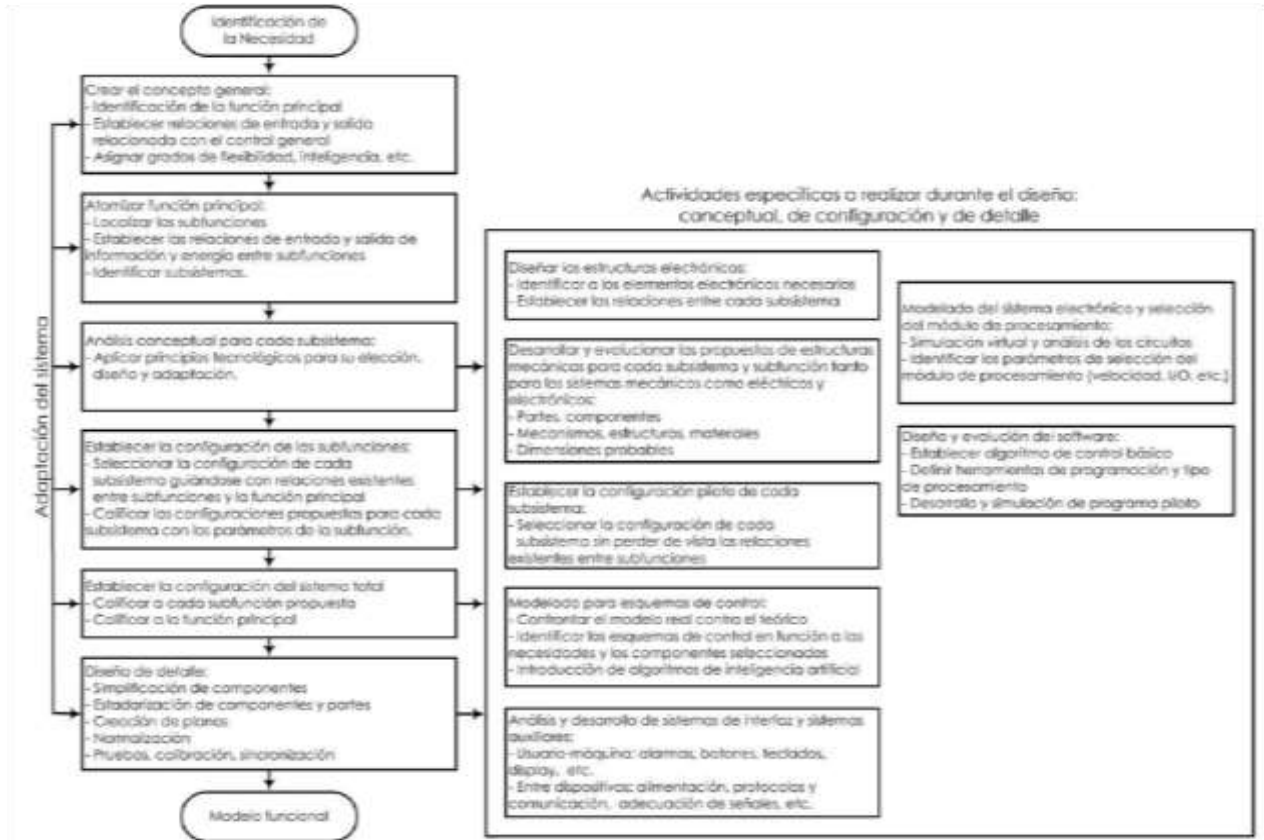 Identificación de
la Necesidad
Crear el concepto general:
- Identificación de la función principal
- Establecer relaciones de entrada y salida
relacionada con el control general
- Asignar grados de flexibilidad, inteligencia, etc.
Atomizar función principal:
- Localizar las subfunciones
- Establecer las relaciones de entrada y salida de
información y energía entre subfunciones
- Identificar subsistemas.
Análisis conceptual para cada subsistema:
- Aplicar principios tecnológicos para su elección,
diseño y adaptación.
Establecer la configuración de las subfunciones:
- Seleccionar la configuración de cada
subsistema guiándose con relaciones existentes
entre subfunciones y la función principal
- Calificar las configuraciones propuestas para cada
subsistema con los parámetros de la subfunción.
Establecer la configuración del sistema total
- Calificar a cada subfunción propuesta
- Calificar a la función principal
Diseño de detalle:
- Simplificación de componentes
- Estadarización de componentes y partes
- Creación de planos
- Normalización
- Pruebas, calibración, sincronización
Modelo funcional
Adaptación del sistema
Actividades específicas a realizar durante el diseño:
conceptual, de configuración y de detalle
Diseñar las estructuras electrónicas:
- Identificar a los elementos electrónicos necesarios
- Establecer las relaciones entre cada subsistema
Desarrollar y evolucionar las propuestas de estructuras
mecánicas para cada subsistema y subfunción tanto
para los sistemas mecánicos como eléctricos y
electrónicos:
- Partes, componentes
- Mecanismos, estructuras, materiales
- Dimensiones probables
Establecer la configuración piloto de cada
subsistema:
- Seleccionar la configuración de cada
subsistema sin perder de vista las relaciones
existentes entre subfunciones
Modelado para esquemas de control:
- Confrontar el modelo real contra el teórico
- Identificar los esquemas de control en función a las
necesidades y los componentes seleccionados
- Introducción de algoritmos de inteligencia artificial
Análisis y desarrollo de sistemas de interfaz y sistemas
auxiliares:
- Usuario-máquina: alarmas, botones, teclados,
display, etc.
- Entre dispositivos: alimentación, protocolos y
comunicación, adecuación de señales, etc.
Modelado del sistema electrónico y selección
del módulo de procesamiento:
- Simulación virtual y análisis de los circuitos
- Identificar los parámetros de selección del
módulo de procesamiento (velocidad, I/O, etc.)
Diseño y evolución del software:
- Establecer algoritmo de control básico
- Definir herramientas de programación y tipo
de procesamiento
- Desarrollo y simulación de programa piloto